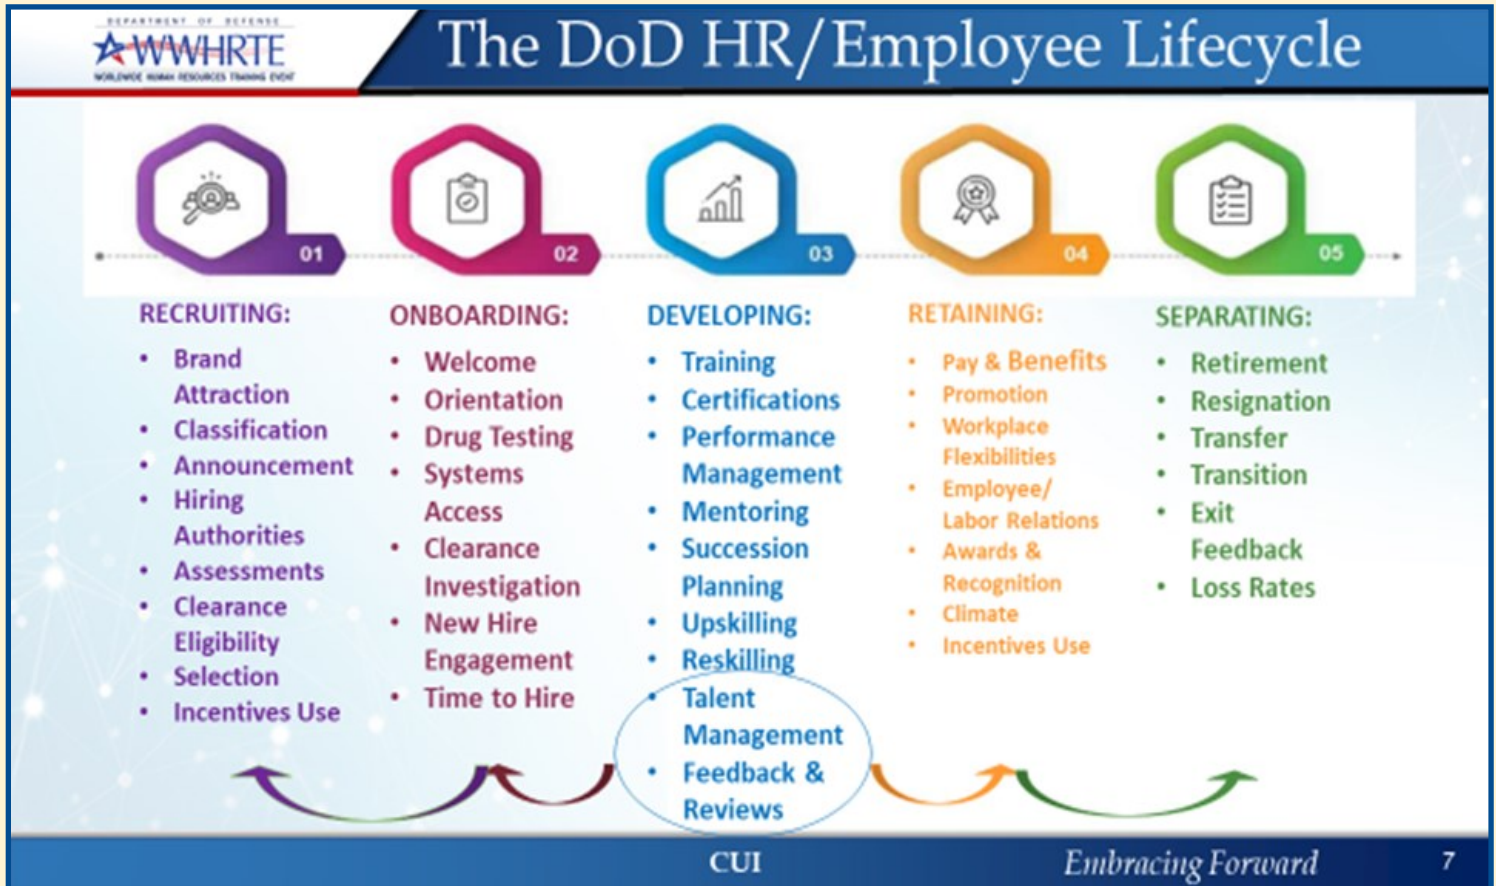 DEPARTMENT OF DEFENSE
WWHRTE
WORLDWIDE HUMAN RESOURCES TRAINING EVENT
The DoD HR/Employee Lifecycle
01
02
03
04
05
RECRUITING:
• Brand
Attraction
• Classification
• Announcement
• Hiring
Authorities
• Assessments
• Clearance
Eligibility
• Selection
• Incentives Use
ONBOARDING:
• Welcome
• Orientation
• Drug Testing
• Systems
Access
• Clearance
Investigation
• New Hire
Engagement
• Time to Hire
DEVELOPING:
• Training
• Certifications
• Performance
Management
• Mentoring
• Succession
Planning
• Upskilling
• Reskilling
• Talent
Management
• Feedback &
Reviews
RETAINING:
• Pay & Benefits
• Promotion
• Workplace
Flexibilities
• Employee/
Labor Relations
• Awards &
Recognition
• Climate
• Incentives Use
SEPARATING:
• Retirement
• Resignation
• Transfer
• Transition
• Exit
Feedback
• Loss Rates
CUI
Embracing Forward
7